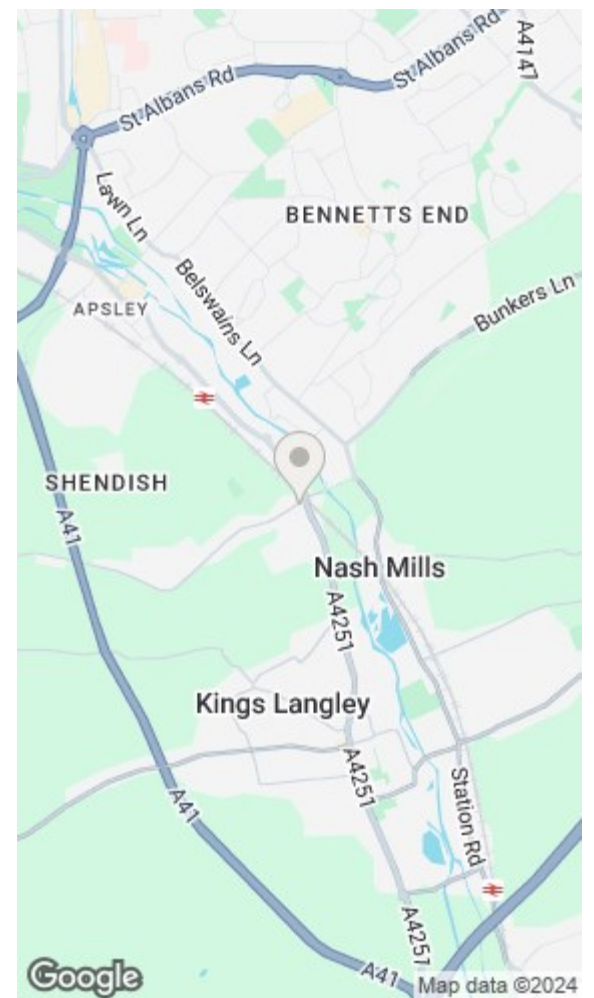 A4147
St Albans Rd
St Albans Rd
Lawn Ln
BENNETTS END
Belswains Ln
Bunkers Ln
APSLEY
SHENDISH
A41
Nash Mills
A4251
Kings Langley
A4251
A41
Station Rd
A4251
A41
Google
Map data ©2024